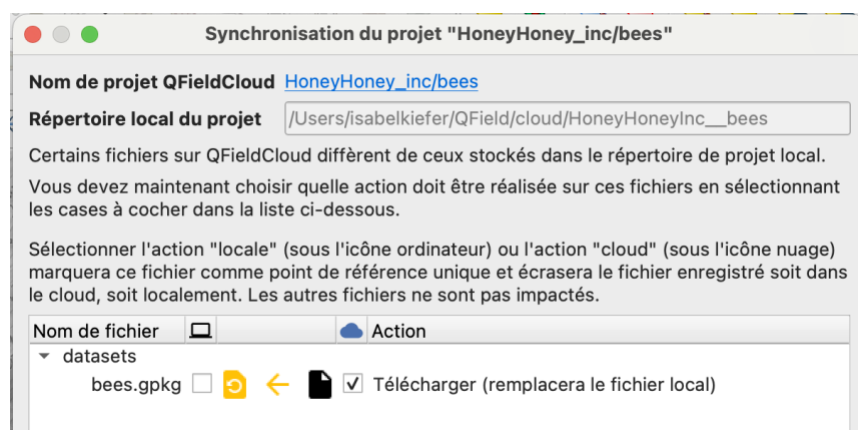 Synchronisation du projet "HoneyHoney_inc/bees"
Nom de projet QFieldCloud HoneyHoney_inc/bees
Répertoire local du projet /Users/isabelkiefer/QField/cloud/HoneyHoneyInc__bees
Certains fichiers sur QFieldCloud diffèrent de ceux stockés dans le répertoire de projet local.
Vous devez maintenant choisir quelle action doit être réalisée sur ces fichiers en sélectionnant
les cases à cocher dans la liste ci-dessous.
Sélectionner l'action "locale" (sous l'icône ordinateur) ou l'action "cloud" (sous l'icône nuage)
marquera ce fichier comme point de référence unique et écrasera le fichier enregistré soit dans
le cloud, soit localement. Les autres fichiers ne sont pas impactés.
Nom de fichier Action
datasets
bees.gpkg Télécharger (remplacera le fichier local)